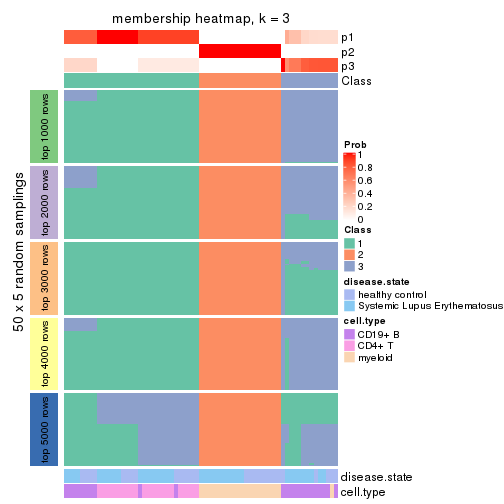 membership heatmap, k = 3
p1
p2
p3
Class
50 x 5 random samplings
top 1000 rows
top 2000 rows
top 3000 rows
top 4000 rows
top 5000 rows
Prob
1
0.8
0.6
0.4
0.2
0
Class
1
2
3
disease.state
healthy control
Systemic Lupus Erythematosus
cell.type
CD19+ B
CD4+ T
myeloid
disease.state
cell.type